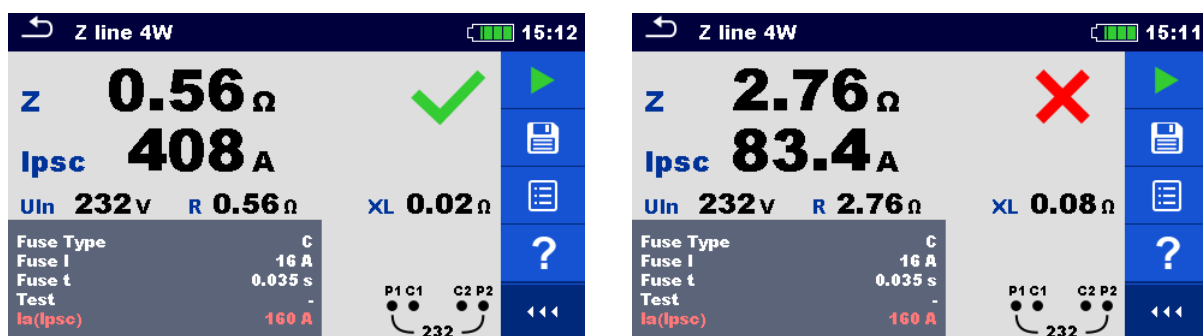 Z line 4W 15:12
Z 0.56 Ω
Ipsc 408 A
Uln 232 V R 0.56 Ω XL 0.02 Ω
Fuse Type C
Fuse I 16 A
Fuse t 0.035 s
Test -
Ia(Ipsc) 160 A
?
P1 C1 C2 P2
232
Z line 4W 15:11
Z 2.76 Ω
Ipsc 83.4 A
Uln 232 V R 2.76 Ω XL 0.08 Ω
Fuse Type C
Fuse I 16 A
Fuse t 0.035 s
Test -
Ia(Ipsc) 160 A
?
P1 C1 C2 P2
232